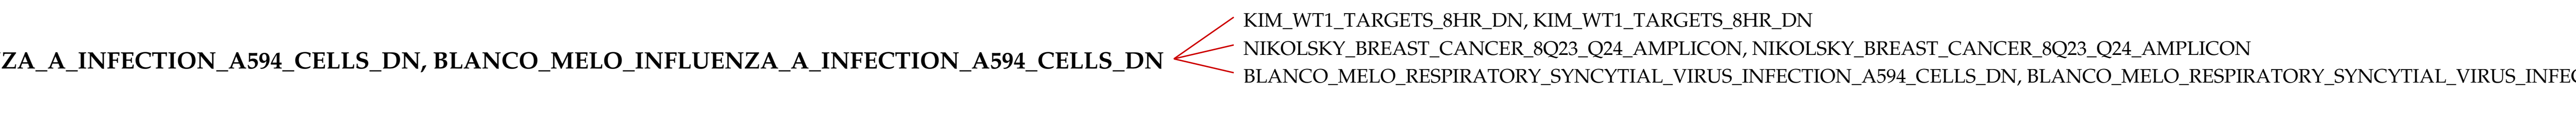 KIM_WT1_TARGETS_8HR_DN, KIM_WT1_TARGETS_8HR_DN
NIKOLSKY_BREAST_CANCER_8Q23_Q24_AMPLICON, NIKOLSKY_BREAST_CANCER_8Q23_Q24_AMPLICON
ZA_A_INFECTION_A594_CELLS_DN, BLANCO_MELO_INFLUENZA_A_INFECTION_A594_CELLS_DN
BLANCO_MELO_RESPIRATORY_SYNCYTIAL_VIRUS_INFECTION_A594_CELLS_DN, BLANCO_MELO_RESPIRATORY_SYNCYTIAL_VIRUS_INFEC